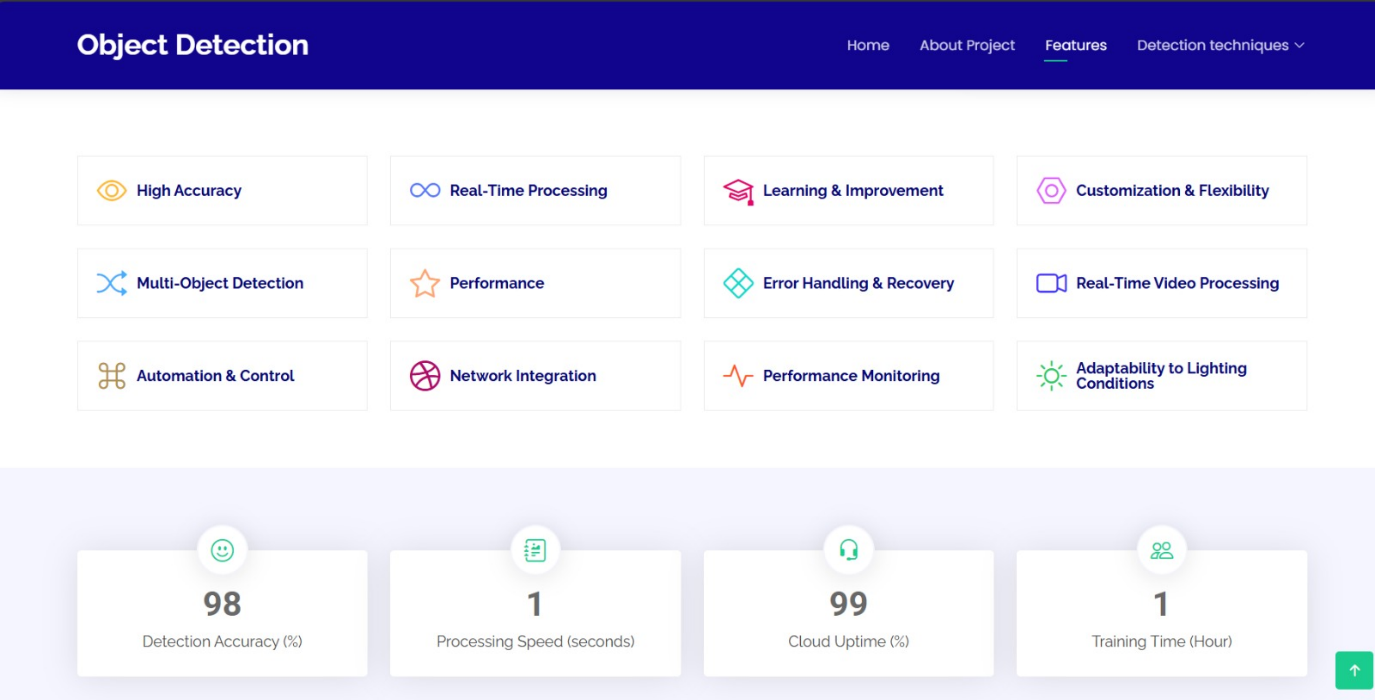 Object Detection
Home About Project Features Detection techniques
High Accuracy
Real-Time Processing
Learning & Improvement
Customization & Flexibility
Multi-Object Detection
Performance
Error Handling & Recovery
Real-Time Video Processing
Automation & Control
Network Integration
Performance Monitoring
Adaptability to Lighting
Conditions
98
Detection Accuracy (%)
1
Processing Speed (seconds)
99
Cloud Uptime (%)
1
Training Time (Hour)